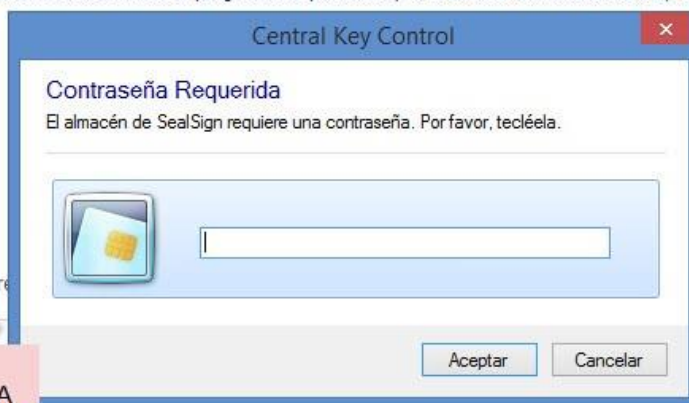 Central Key Control
Contraseña Requerida
El almacén de SealSign requiere una contraseña. Por favor, tecléela.
Aceptar
Cancelar
A